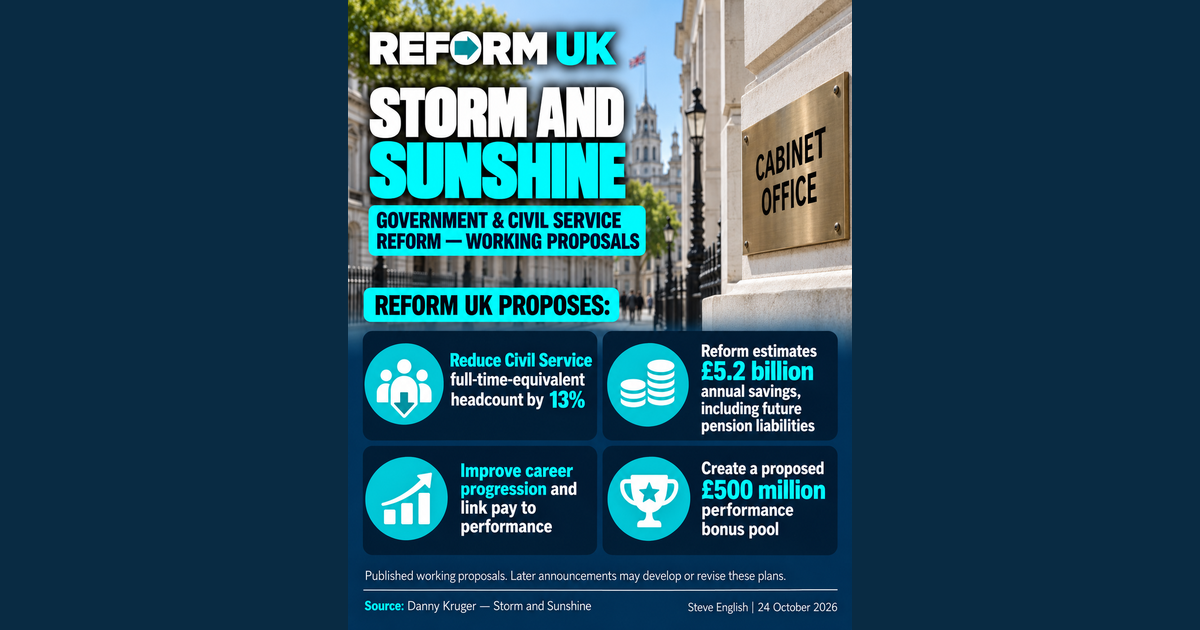 REFORM UK
STORM AND
SUNSHINE
GOVERNMENT & CIVIL SERVICE
REFORM — WORKING PROPOSALS
CABINET
OFFICE
REFORM UK PROPOSES:
Reduce Civil Service
full-time-equivalent
headcount by 13%
Reform estimates
£5.2 billion
annual savings,
including future
pension liabilities
Improve career
progression and
link pay to
performance
Create a proposed
£500 million
performance
bonus pool
Published working proposals. Later announcements may develop or revise these plans.
Source: Danny Kruger — Storm and Sunshine
Steve English | 24 October 2026